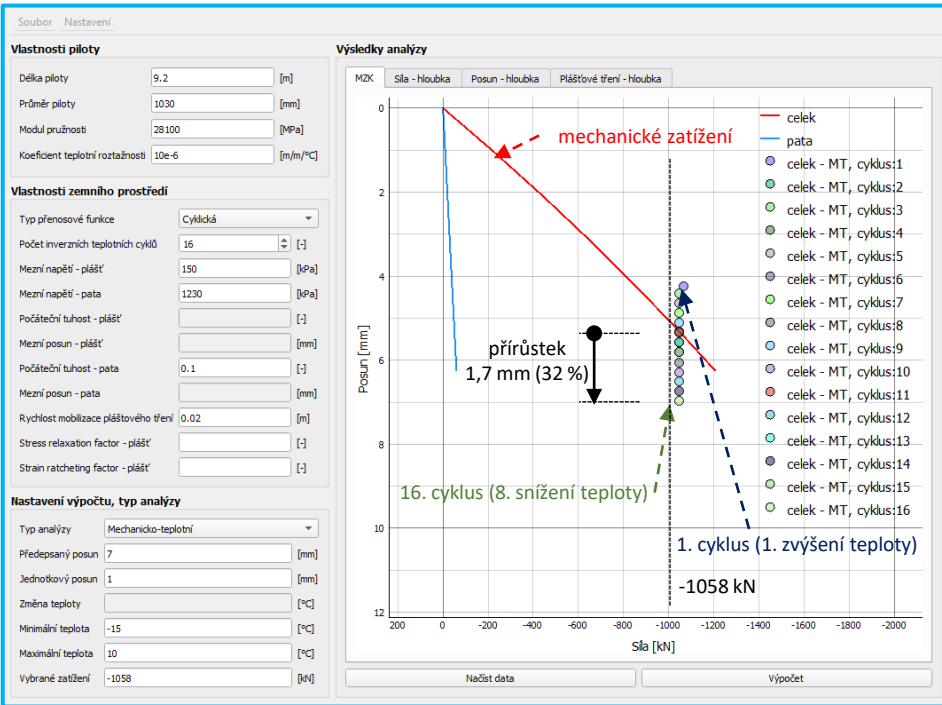 Soubor Nastavení
Vlastnosti piloty
Délka piloty 9.2 [m]
Průměr piloty 1030 [mm]
Modul pružnosti 28100 [MPa]
Koeficient teplotní roztažnosti 10e-6 [m/m/°C]
Vlastnosti zemního prostředí
Typ přenosové funkce Cyklická
Počet inverzních teplotních cyklů 16 [-]
Mezní napětí - plášť 150 [kPa]
Mezní napětí - pata 1230 [kPa]
Počáteční tuhost - plášť [-]
Mezní posun - plášť [mm]
Počáteční tuhost - pata 0.1 [-]
Mezní posun - pata [mm]
Rychlost mobilizace plášťového tření 0.02 [m]
Stress relaxation factor - plášť [-]
Strain ratcheting factor - plášť [-]
Nastavení výpočtu, typ analýzy
Typ analýzy Mechanicko-teplotní
Předepsaný posun 7 [mm]
Jednotkový posun 1 [mm]
Změna teploty [°C]
Minimální teplota -15 [°C]
Maximální teplota 10 [°C]
Vybrané zatížení -1058 [kN]
Výsledky analýzy
MZK Síla - hloubka Posun - hloubka Plášťové tření - hloubka
mechanické zatížení
celek
pata
celek - MT, cyklus:1
celek - MT, cyklus:2
celek - MT, cyklus:3
celek - MT, cyklus:4
celek - MT, cyklus:5
celek - MT, cyklus:6
celek - MT, cyklus:7
celek - MT, cyklus:8
celek - MT, cyklus:9
celek - MT, cyklus:10
celek - MT, cyklus:11
celek - MT, cyklus:12
celek - MT, cyklus:13
celek - MT, cyklus:14
celek - MT, cyklus:15
celek - MT, cyklus:16
přírůstek
1,7 mm (32 %)
16. cyklus (8. snížení teploty)
1. cyklus (1. zvýšení teploty)
-1058 kN
Posun [mm]
0
2
4
6
8
10
12
200 0 -200 -400 -600 -800 -1000 -1200 -1400 -1600 -1800 -2000
Síla [kN]
Načíst data Výpočet